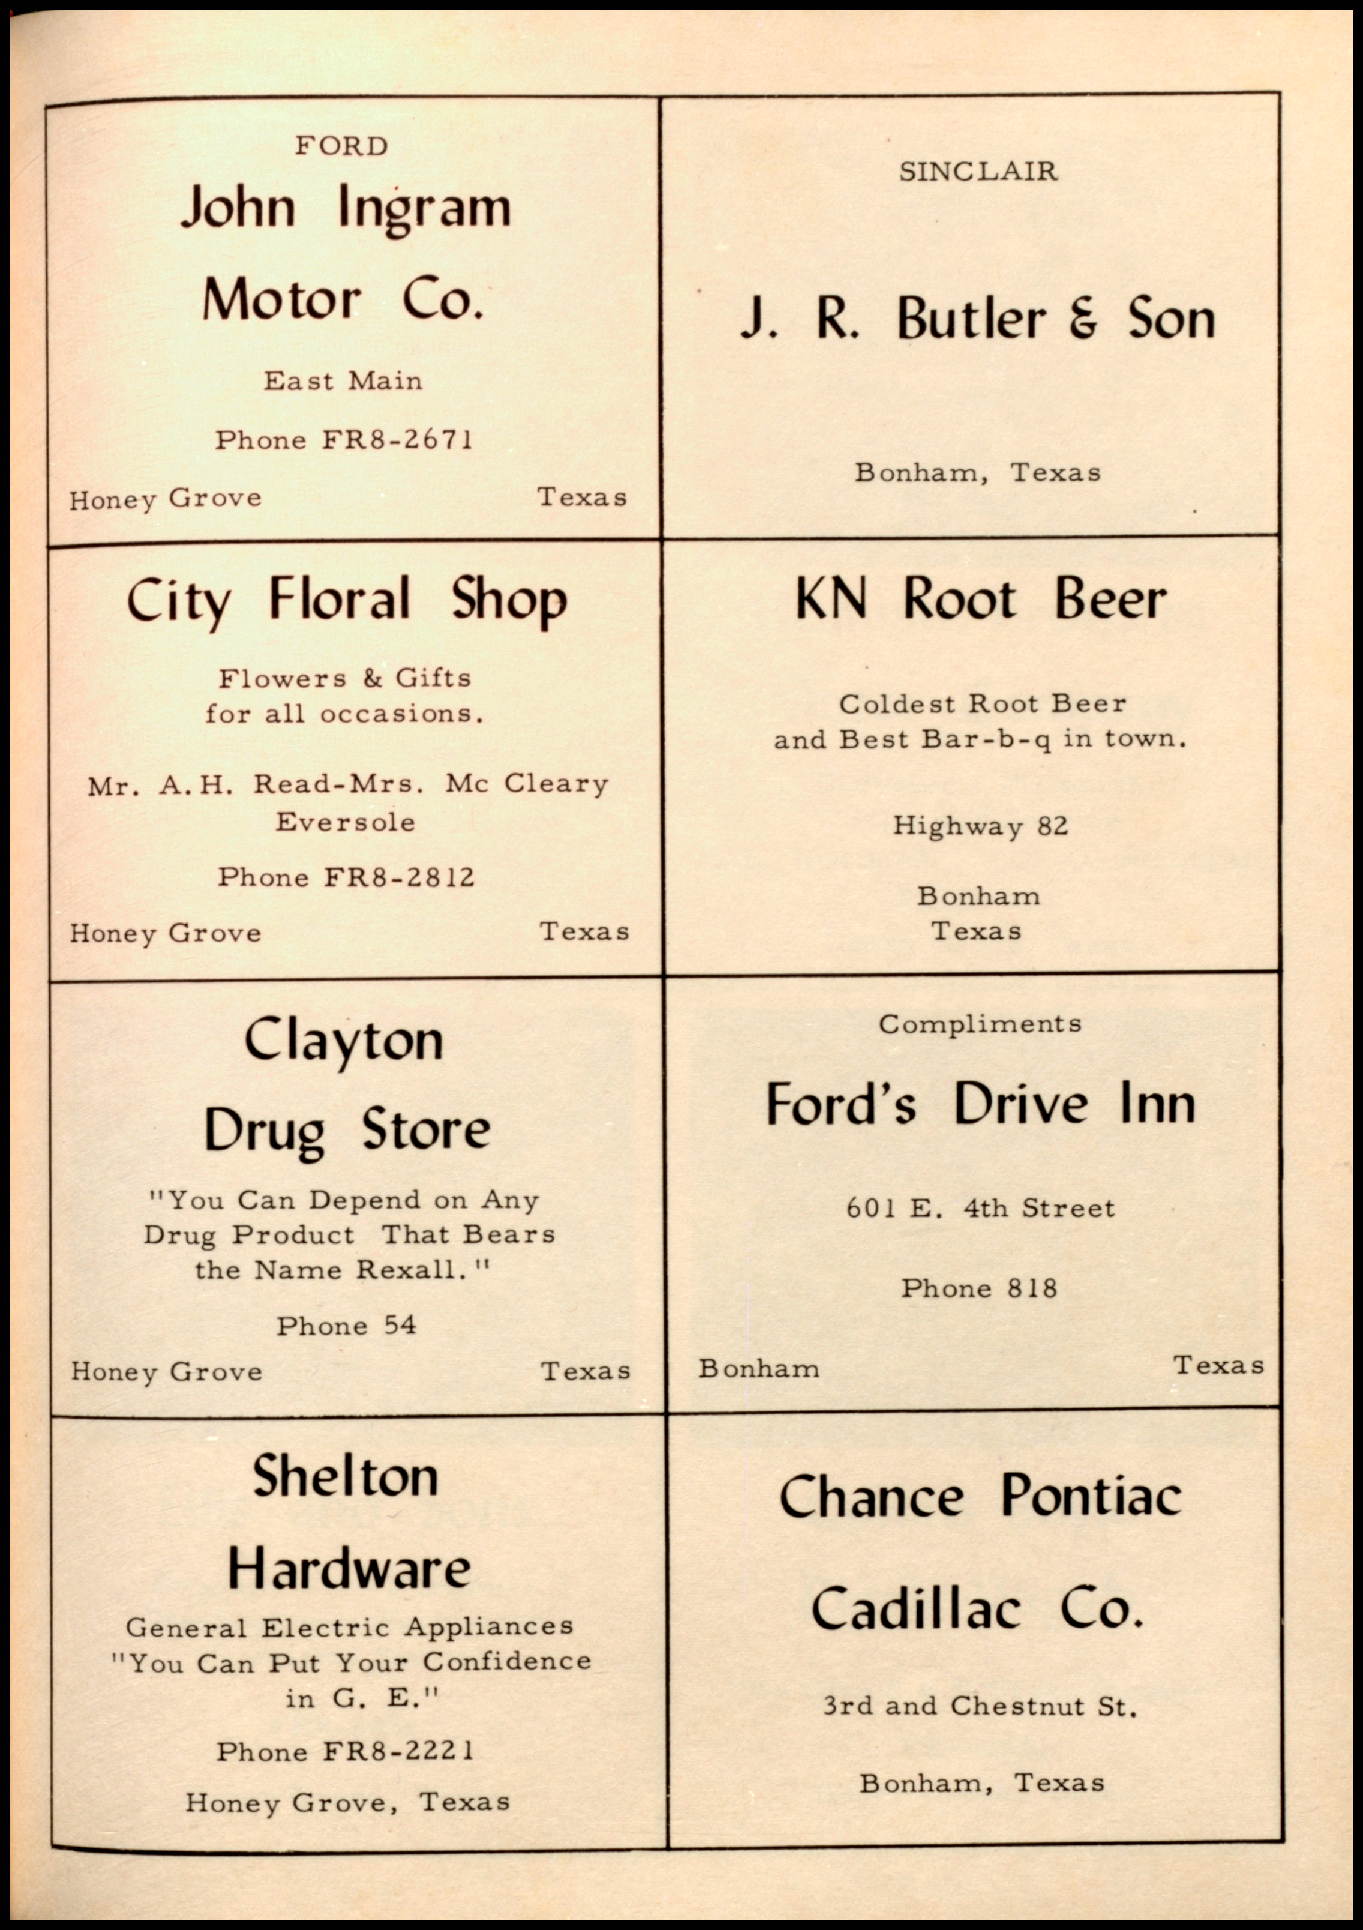 FORD
John Ingram
Motor Co.
East Main
Phone FR8-2671
Honey Grove Texas
SINCLAIR
J. R. Butler & Son
Bonham, Texas
City Floral Shop
Flowers & Gifts
for all occasions.
Mr. A.H. Read-Mrs. Mc Cleary
Eversole
Phone FR8-2812
Honey Grove Texas
KN Root Beer
Coldest Root Beer
and Best Bar-b-q in town.
Highway 82
Bonham
Texas
Clayton
Drug Store
"You Can Depend on Any
Drug Product That Bears
the Name Rexall."
Phone 54
Honey Grove Texas
Compliments
Ford's Drive Inn
601 E. 4th Street
Phone 818
Bonham Texas
Shelton
Hardware
General Electric Appliances
"You Can Put Your Confidence
in G. E."
Phone FR8-2221
Honey Grove, Texas
Chance Pontiac
Cadillac Co.
3rd and Chestnut St.
Bonham, Texas